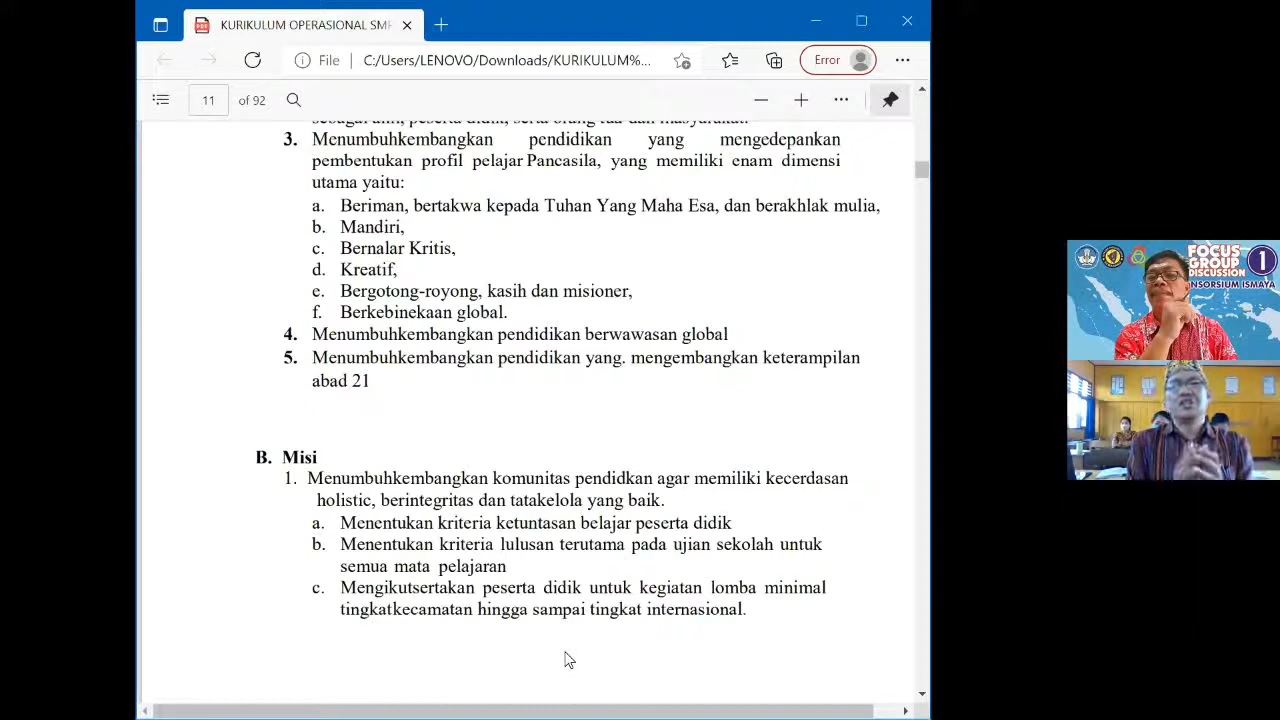 KURIKULUM OPERASIONAL SM
File C:/Users/LENOVO/Downloads/KURIKULUM%... Error
11 of 92
3. Menumbuhkembangkan pendidikan yang mengedepankan
pembentukan profil pelajar Pancasila, yang memiliki enam dimensi
utama yaitu:
a. Beriman, bertakwa kepada Tuhan Yang Maha Esa, dan berakhlak mulia,
b. Mandiri,
c. Bernalar Kritis,
d. Kreatif,
e. Bergotong-royong, kasih dan misioner,
f. Berkebinekaan global.
4. Menumbuhkembangkan pendidikan berwawasan global
5. Menumbuhkembangkan pendidikan yang. mengembangkan keterampilan
abad 21
B. Misi
1. Menumbuhkembangkan komunitas pendidkan agar memiliki kecerdasan
holistic, berintegritas dan tatakelola yang baik.
a. Menentukan kriteria ketuntasan belajar peserta didik
b. Menentukan kriteria lulusan terutama pada ujian sekolah untuk
semua mata pelajaran
c. Mengikutsertakan peserta didik untuk kegiatan lomba minimal
tingkatkecamatan hingga sampai tingkat internasional.
FOCUS
GROUP
DISCUSSION
1
NSORSIUM ISMAYA